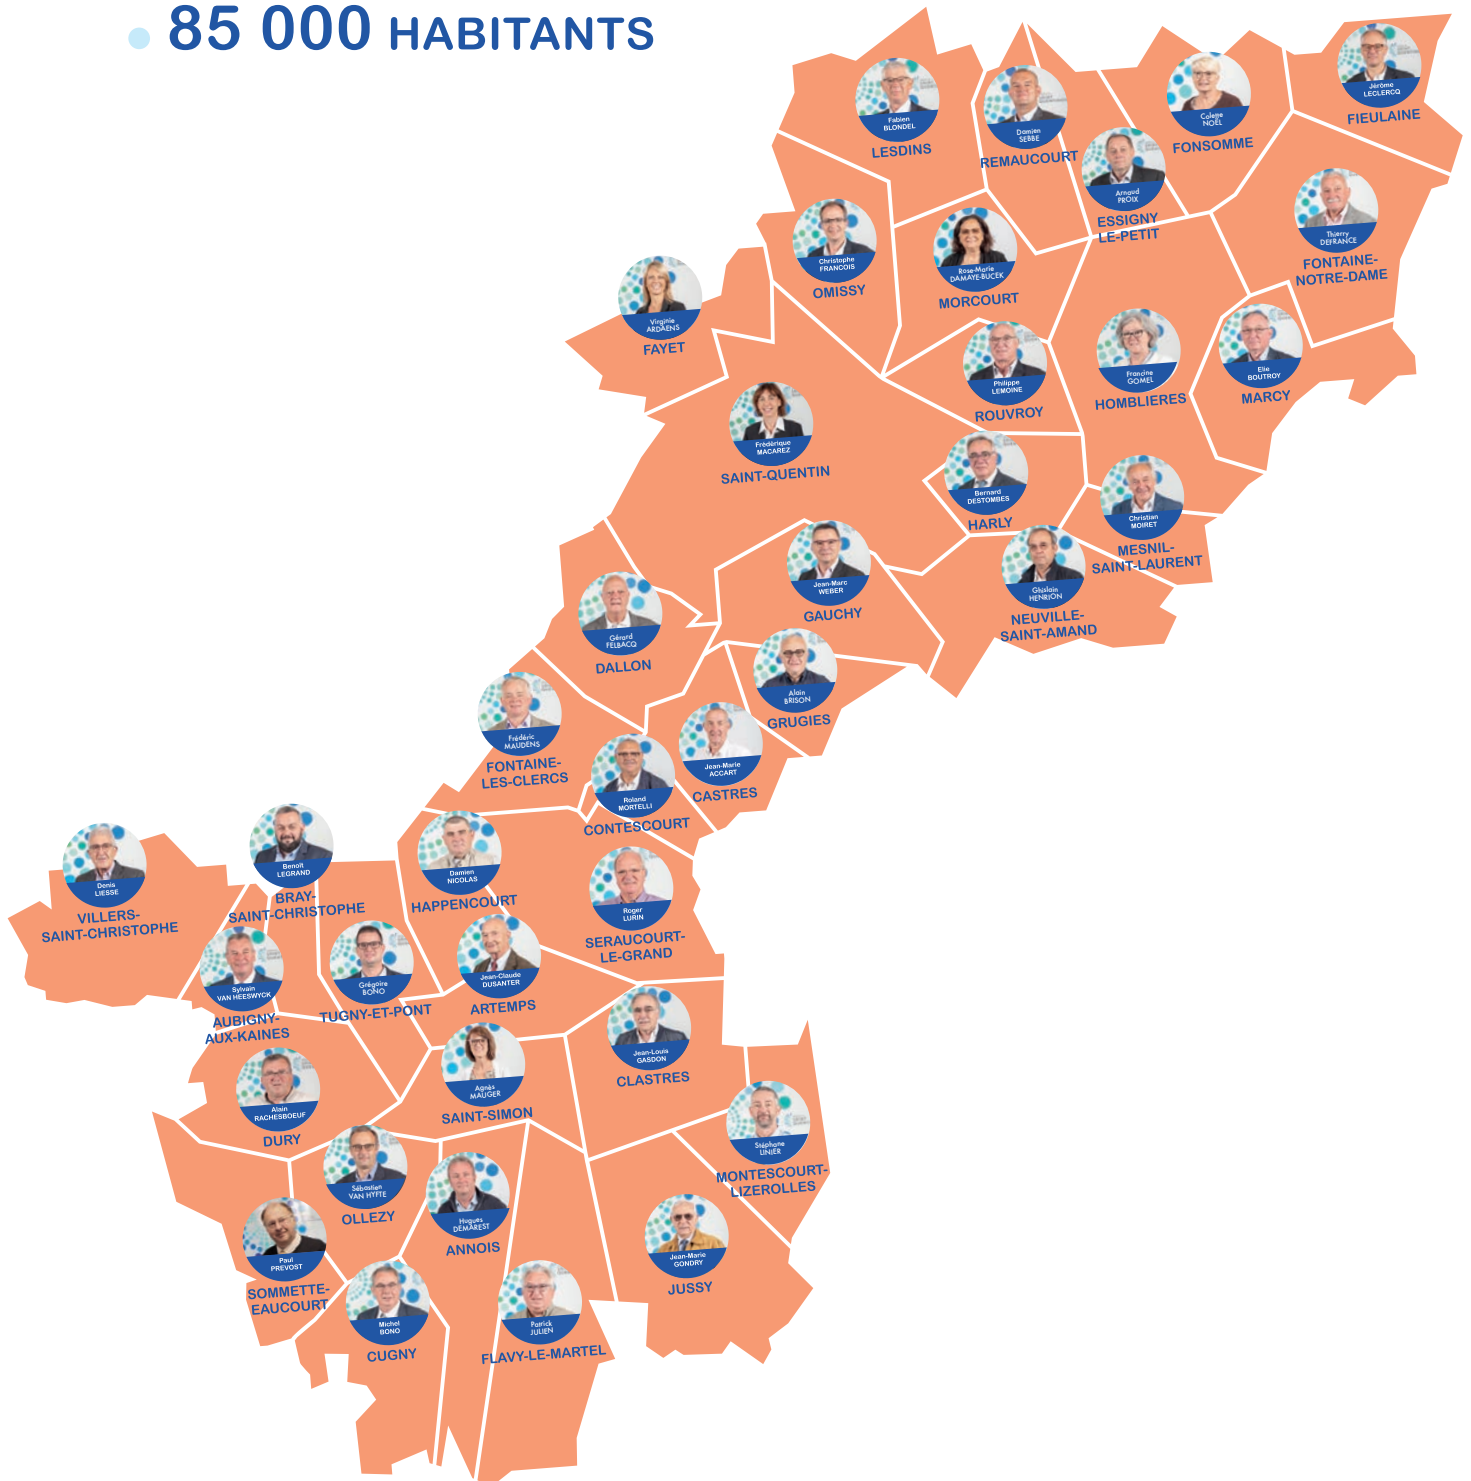 85 000 HABITANTS
Jérôme
LECLERCQ
FIEULAINE
Fabien
BLONDEL
LESDINS
Damien
SEBBE
REMAUCOURT
Colette
NOËL
FONSOMME
Arnaud
PROIX
ESSIGNY
LE-PETIT
Thierry
DEFRANCE
FONTAINE-
NOTRE-DAME
Christophe
FRANCOIS
OMISSY
Rose-Marie
DAMAYE-BUCEK
MORCOURT
Virginie
ARDAENS
FAYET
Philippe
LEMOINE
ROUVROY
Francine
GOMEL
HOMBLIERES
Elie
BOUTROY
MARCY
Frédérique
MACAREZ
SAINT-QUENTIN
Bernard
DESTOMBES
HARLY
Christian
MOIRET
MESNIL-
SAINT-LAURENT
Jean-Marc
WEBER
GAUCHY
Ghislain
HENRION
NEUVILLE-
SAINT-AMAND
Gérard
FELBACQ
DALLON
Alain
BRISON
GRUGIES
Frédéric
MAUDENS
FONTAINE-
LES-CLERCS
Jean-Marie
ACCART
CASTRES
Roland
MORTELLI
CONTESCOURT
Denis
LIESSE
VILLERS-
SAINT-CHRISTOPHE
Benoît
LEGRAND
BRAY-
SAINT-CHRISTOPHE
Damien
NICOLAS
HAPPENCOURT
Roger
LURIN
SERAUCOURT-
LE-GRAND
Sylvain
VAN HEESWYCK
AUBIGNY-
AUX-KAINES
Grégoire
BONO
TUGNY-ET-PONT
Jean-Claude
DUSANTER
ARTEMPS
Jean-Louis
GASDON
CLASTRES
Alain
RACHESBOEUF
DURY
Agnès
MAUGER
SAINT-SIMON
Stéphane
LINIER
MONTESCOURT-
LIZEROLLES
Sébastien
VAN HYFTE
OLLEZY
Hugues
DEMAREST
ANNOIS
Jean-Marie
GONDRY
JUSSY
Paul
PREVOST
SOMMETTE-
EAUCOURT
Michel
BONO
CUGNY
Patrick
JULIEN
FLAVY-LE-MARTEL